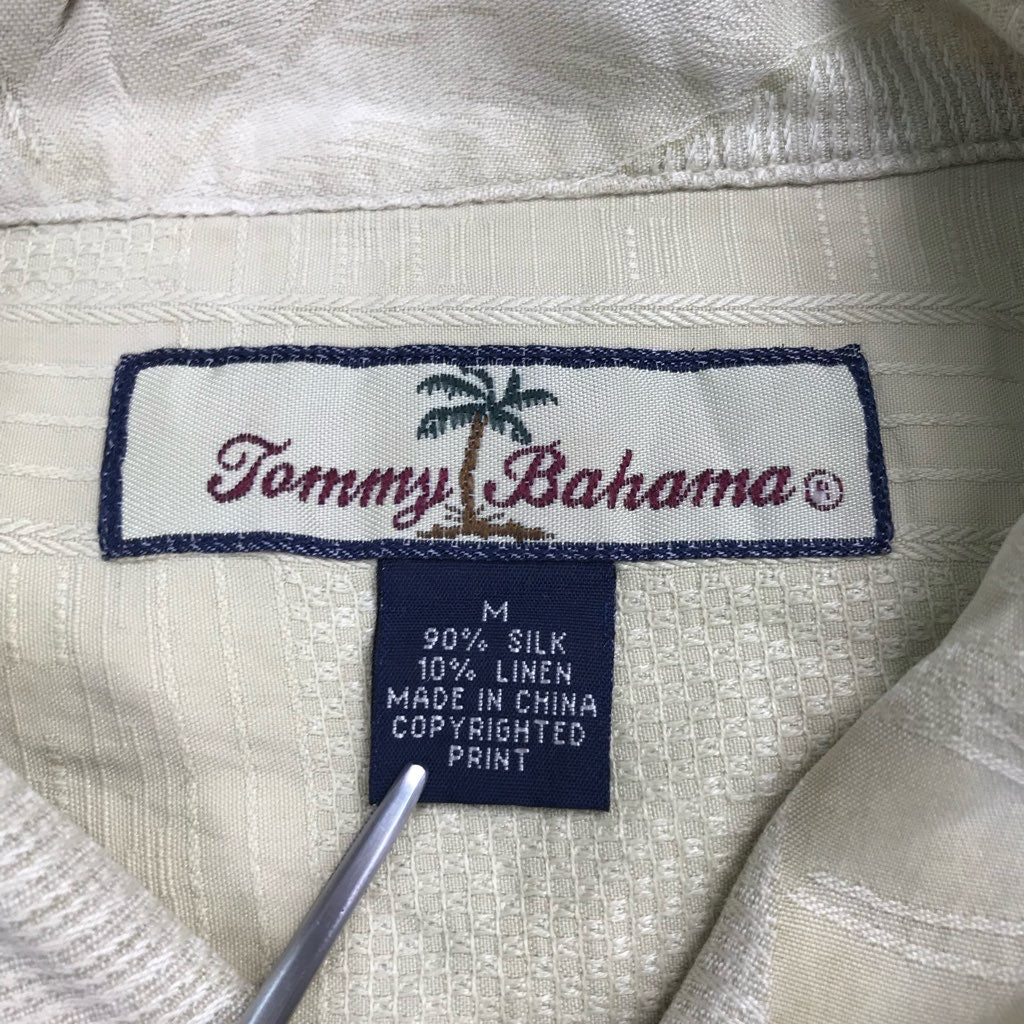 Tommy Bahama ®
M
90% SILK
10% LINEN
MADE IN CHINA
COPYRIGHTED
PRINT